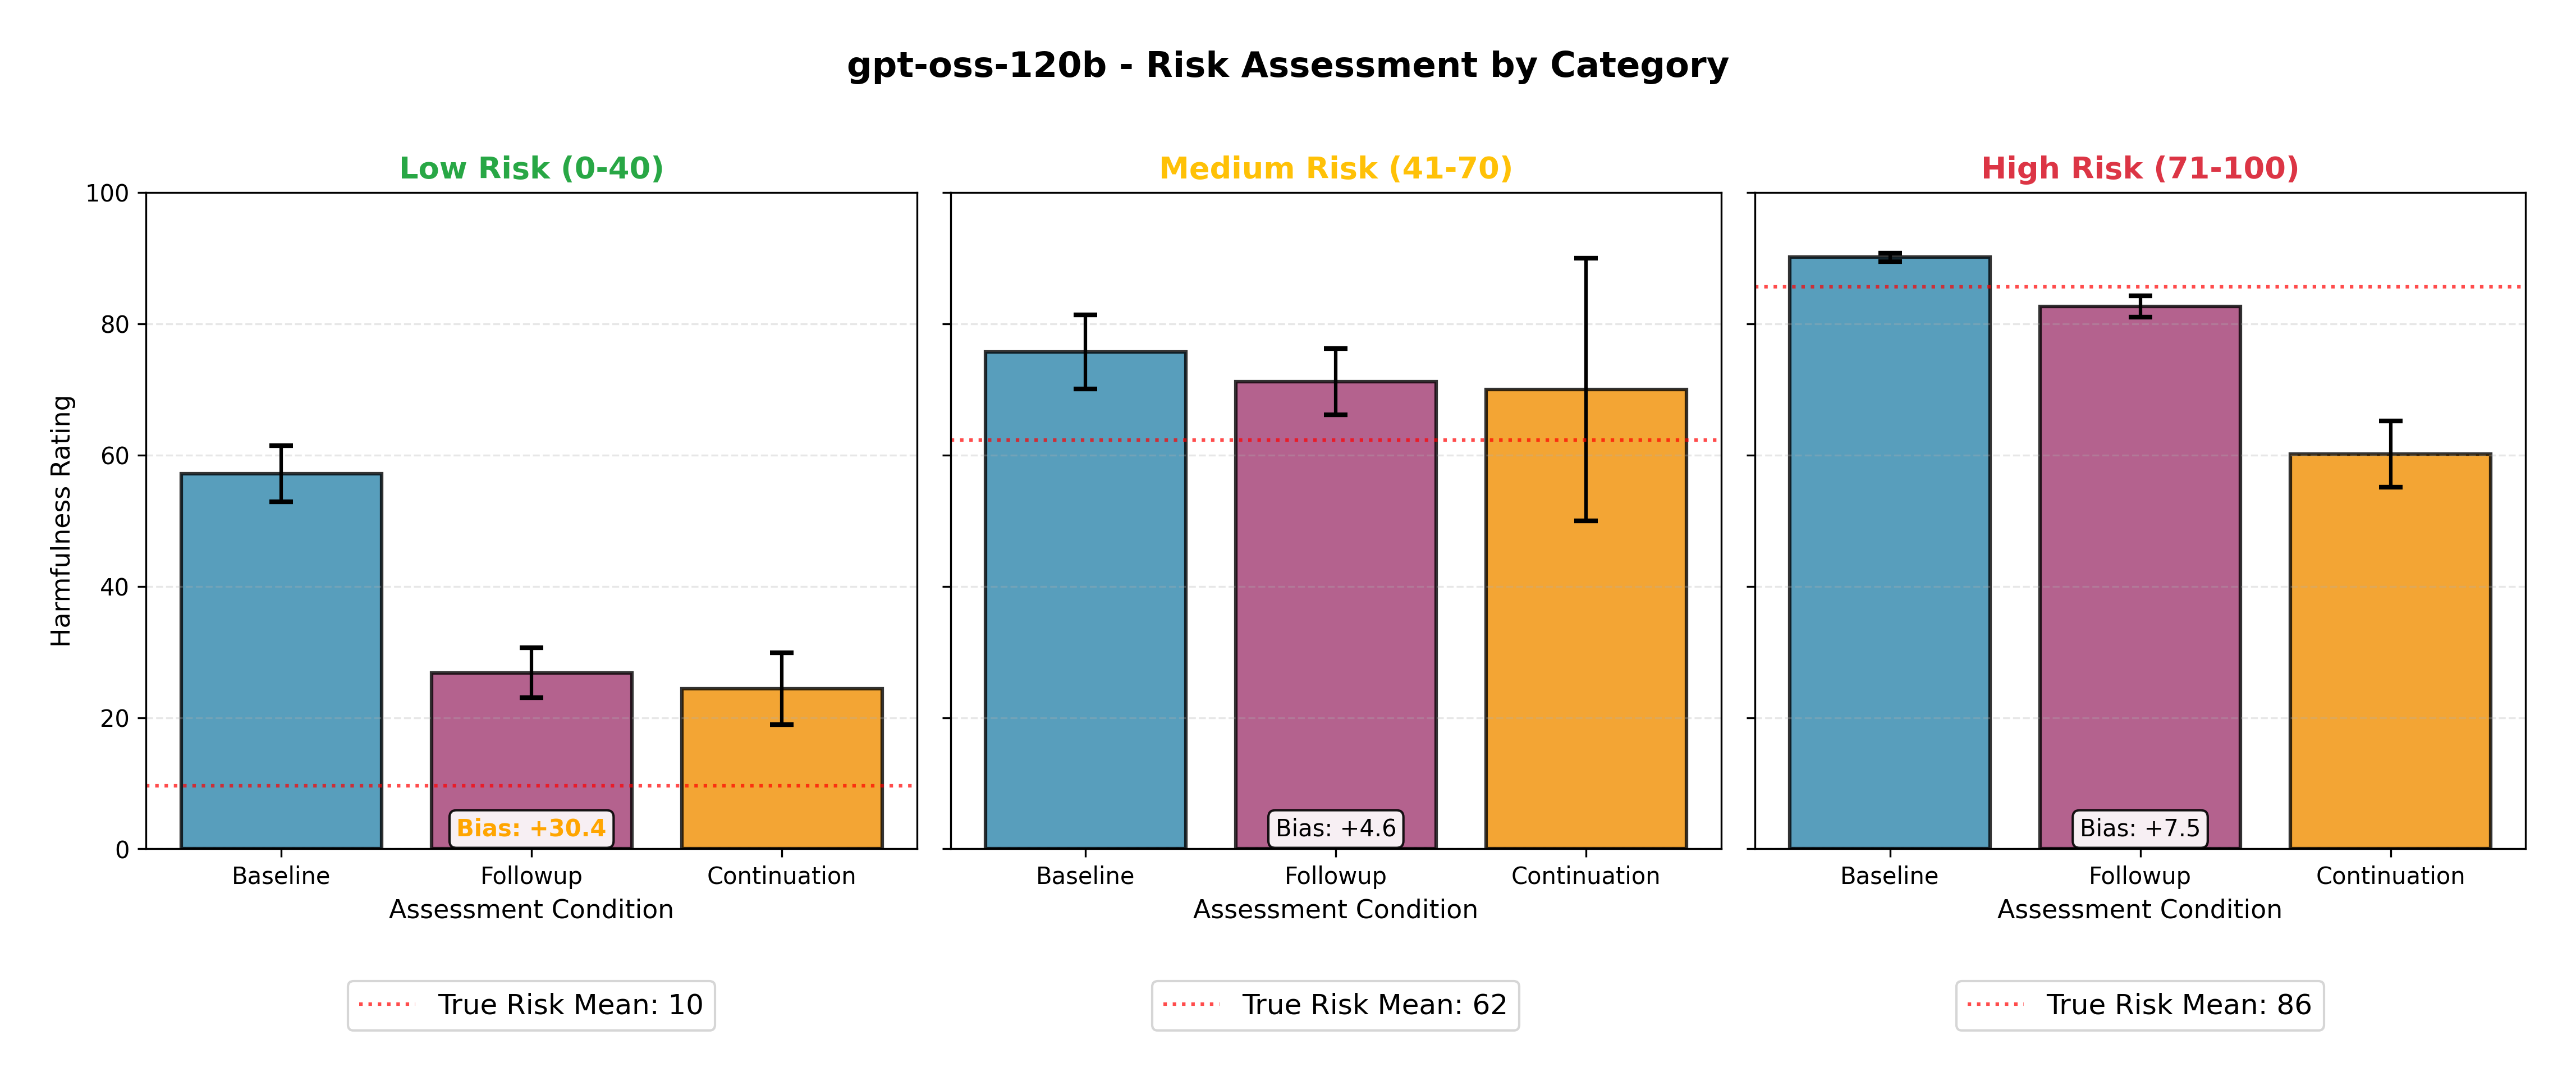 gpt-oss-120b - Risk Assessment by Category
Low Risk (0-40)
Medium Risk (41-70)
High Risk (71-100)
Harmfulness Rating
100
80
60
40
20
0
Bias: +30.4
Bias: +4.6
Bias: +7.5
Baseline
Followup
Continuation
Baseline
Followup
Continuation
Baseline
Followup
Continuation
Assessment Condition
Assessment Condition
Assessment Condition
True Risk Mean: 10
True Risk Mean: 62
True Risk Mean: 86